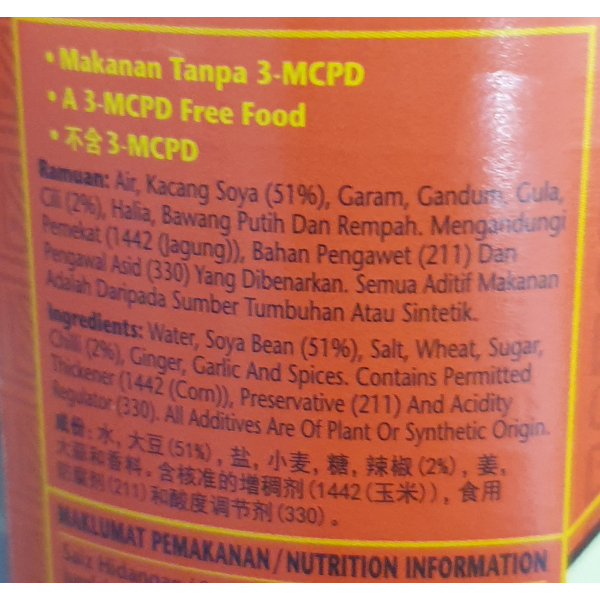 • Makanan Tanpa 3-MCPD
• A 3-MCPD Free Food
• 不含 3-MCPD
Ramuan: Air, Kacang Soya (51%), Garam, Gandum, Gula,
Cili (2%), Halia, Bawang Putih Dan Rempah. Mengandungi
Pemekat (1442 (Jagung)), Bahan Pengawet (211) Dan
Pengawal Asid (330) Yang Dibenarkan. Semua Aditif Makanan
Adalah Daripada Sumber Tumbuhan Atau Sintetik.
Ingredients: Water, Soya Bean (51%), Salt, Wheat, Sugar,
Chili (2%), Ginger, Garlic And Spices. Contains Permitted
Thickener (1442 (Corn)), Preservative (211) And Acidity
Regulator (330). All Additives Are Of Plant Or Synthetic Origin.
成份: 水, 大豆 (51%), 盐, 小麦, 糖, 辣椒 (2%), 姜,
大蒜和香料。含核准的增稠剂 (1442 (玉米)), 食用
防腐剂 (211) 和酸度调节剂 (330)。
MAKLUMAT PEMAKANAN / NUTRITION INFORMATION
Saiz Hidangan /